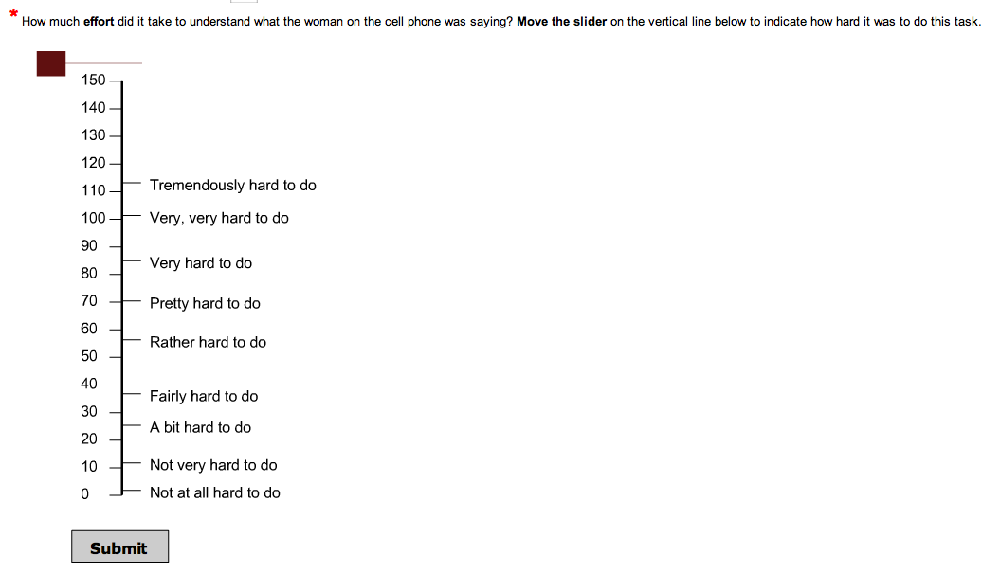 * How much effort did it take to understand what the woman on the cell phone was saying? Move the slider on the vertical line below to indicate how hard it was to do this task.
150
140
130
120
Tremendously hard to do
110
100 Very, very hard to do
90
Very hard to do
80
70 Pretty hard to do
60
Rather hard to do
50
40
Fairly hard to do
30
A bit hard to do
20
10 Not very hard to do
0 Not at all hard to do
Submit